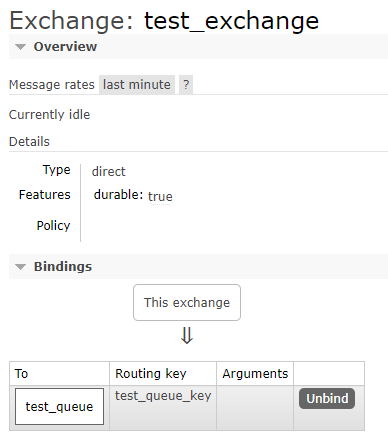 Exchange: test_exchange
Overview
Message rates last minute ?
Currently idle
Details
Type direct
Features durable: true
Policy
Bindings
This exchange
⇓
To Routing key Arguments
test_queue test_queue_key Unbind